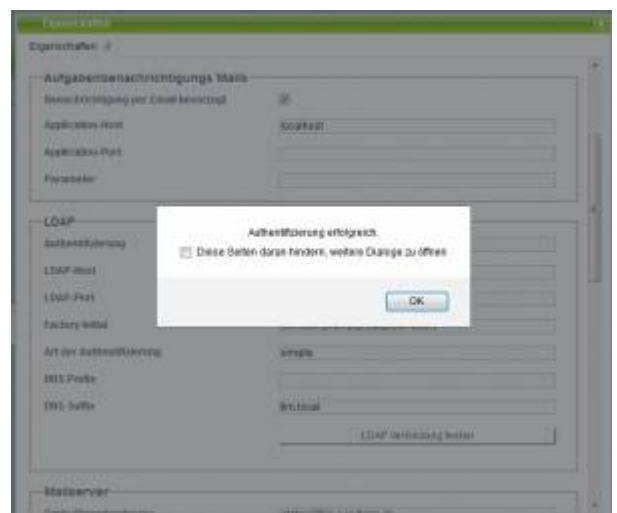 Eigenschaften
Eigenschaften
Aufgabenbenachrichtigungs Mails
Benachrichtigung per Email bevorzugt
Application-Host localhost
Application-Port
Parameter
LDAP
Authentifizierung
LDAP-Host
LDAP-Port
Factory Initial
Art der Authentifizierung simple
DNS Prefix
DNS Suffix
LDAP Verbindung testen
Mailserver
Authentifizierung erfolgreich.
Diese Seiten daran hindern, weitere Dialoge zu öffnen
OK